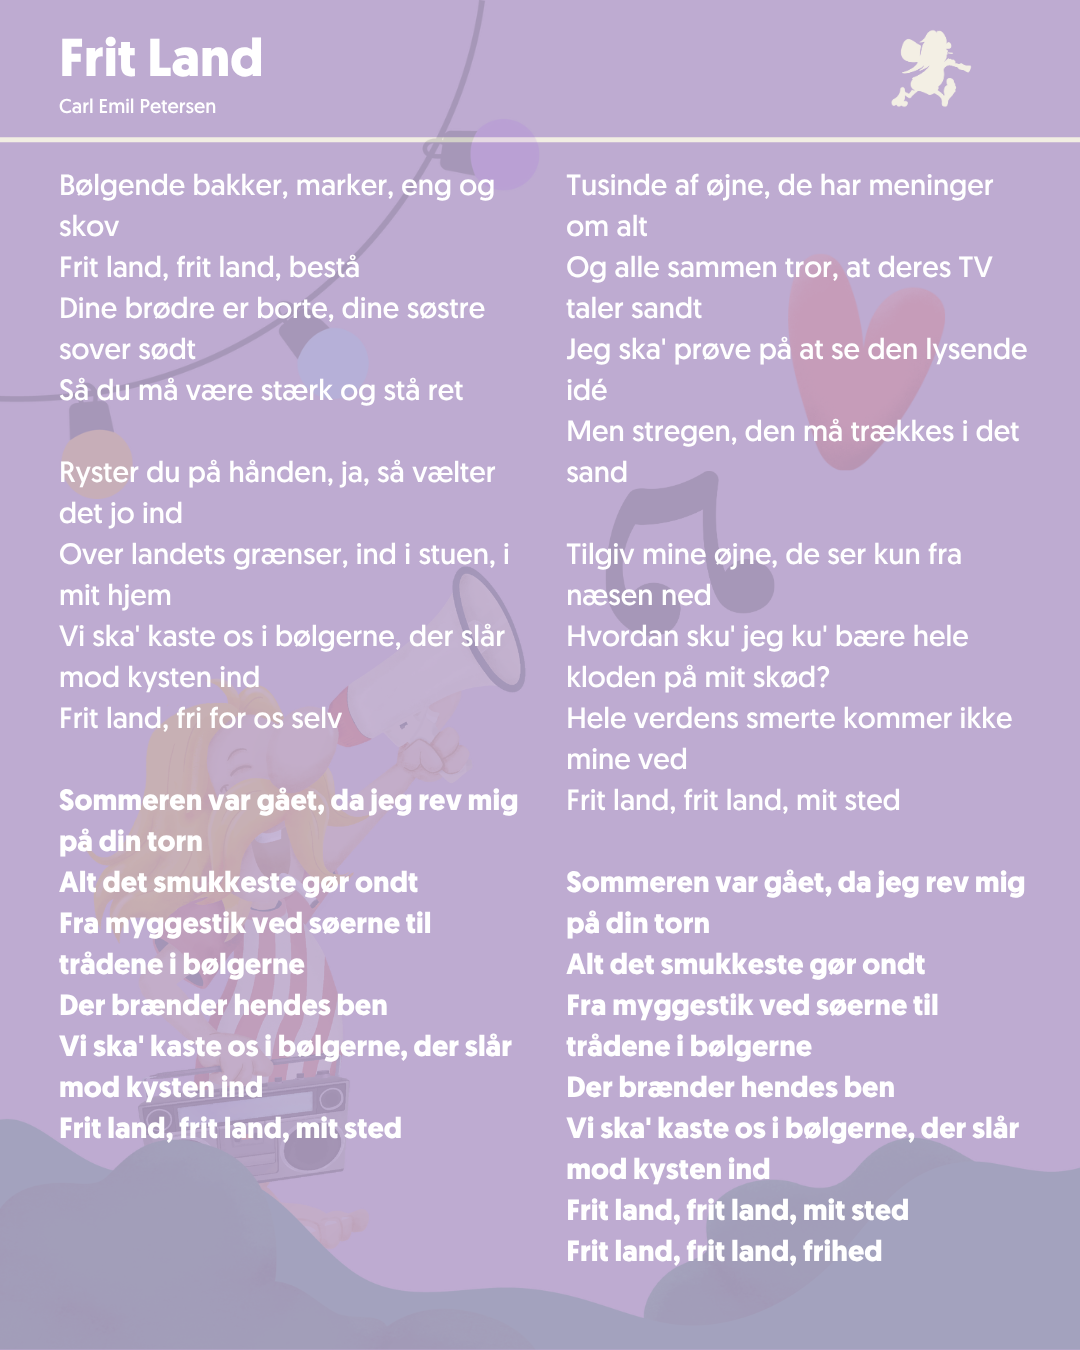 Frit Land
Carl Emil Petersen
Bølgende bakker, marker, eng og
skov
Frit land, frit land, bestå
Dine brødre er borte, dine søstre
sover sødt
Så du må være stærk og stå ret
Ryster du på hånden, ja, så vælter
det jo ind
Over landets grænser, ind i stuen, i
mit hjem
Vi ska' kaste os i bølgerne, der slår
mod kysten ind
Frit land, fri for os selv
Sommeren var gået, da jeg rev mig
på din torn
Alt det smukkeste gør ondt
Fra myggestik ved søerne til
trådene i bølgerne
Der brænder hendes ben
Vi ska' kaste os i bølgerne, der slår
mod kysten ind
Frit land, frit land, mit sted
Tusinde af øjne, de har meninger
om alt
Og alle sammen tror, at deres TV
taler sandt
Jeg ska' prøve på at se den lysende
idé
Men stregen, den må trækkes i det
sand
Tilgiv mine øjne, de ser kun fra
næsen ned
Hvordan sku' jeg ku' bære hele
kloden på mit skød?
Hele verdens smerte kommer ikke
mine ved
Frit land, frit land, mit sted
Sommeren var gået, da jeg rev mig
på din torn
Alt det smukkeste gør ondt
Fra myggestik ved søerne til
trådene i bølgerne
Der brænder hendes ben
Vi ska' kaste os i bølgerne, der slår
mod kysten ind
Frit land, frit land, mit sted
Frit land, frit land, frihed